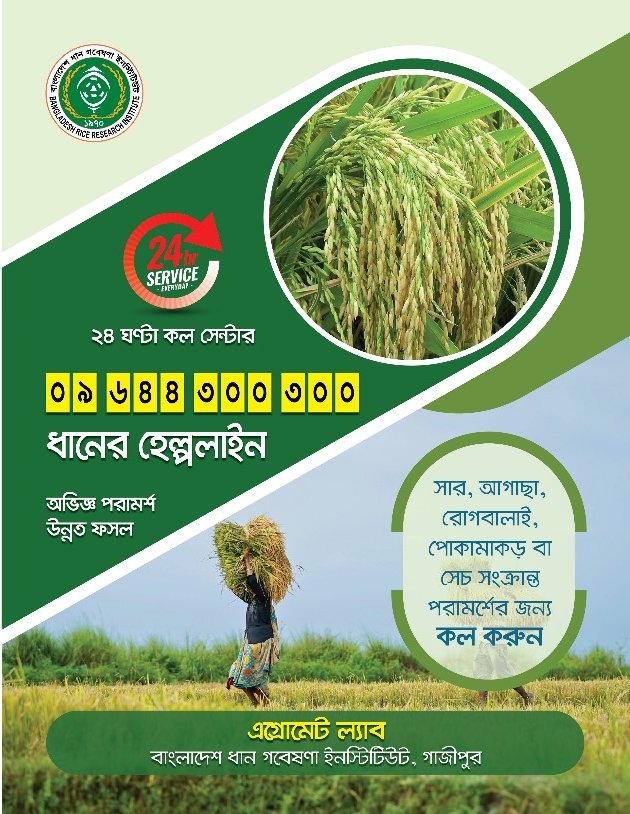 বাংলাদেশ ধান গবেষণা ইনস্টিটিউট
BANGLADESH RICE RESEARCH INSTITUTE
১৯৭০
24hr
SERVICE
- EVERYDAY -
২৪ ঘণ্টা কল সেন্টার
০৯ ৬৪৪ ৩০০ ৩০০
ধানের হেল্পলাইন
অভিজ্ঞ পরামর্শ
উন্নত ফসল
সার, আগাছা,
রোগবালাই,
পোকামাকড় বা
সেচ সংক্রান্ত
পরামর্শের জন্য
কল করুন
এগ্রোমেট ল্যাব
বাংলাদেশ ধান গবেষণা ইনস্টিটিউট, গাজীপুর